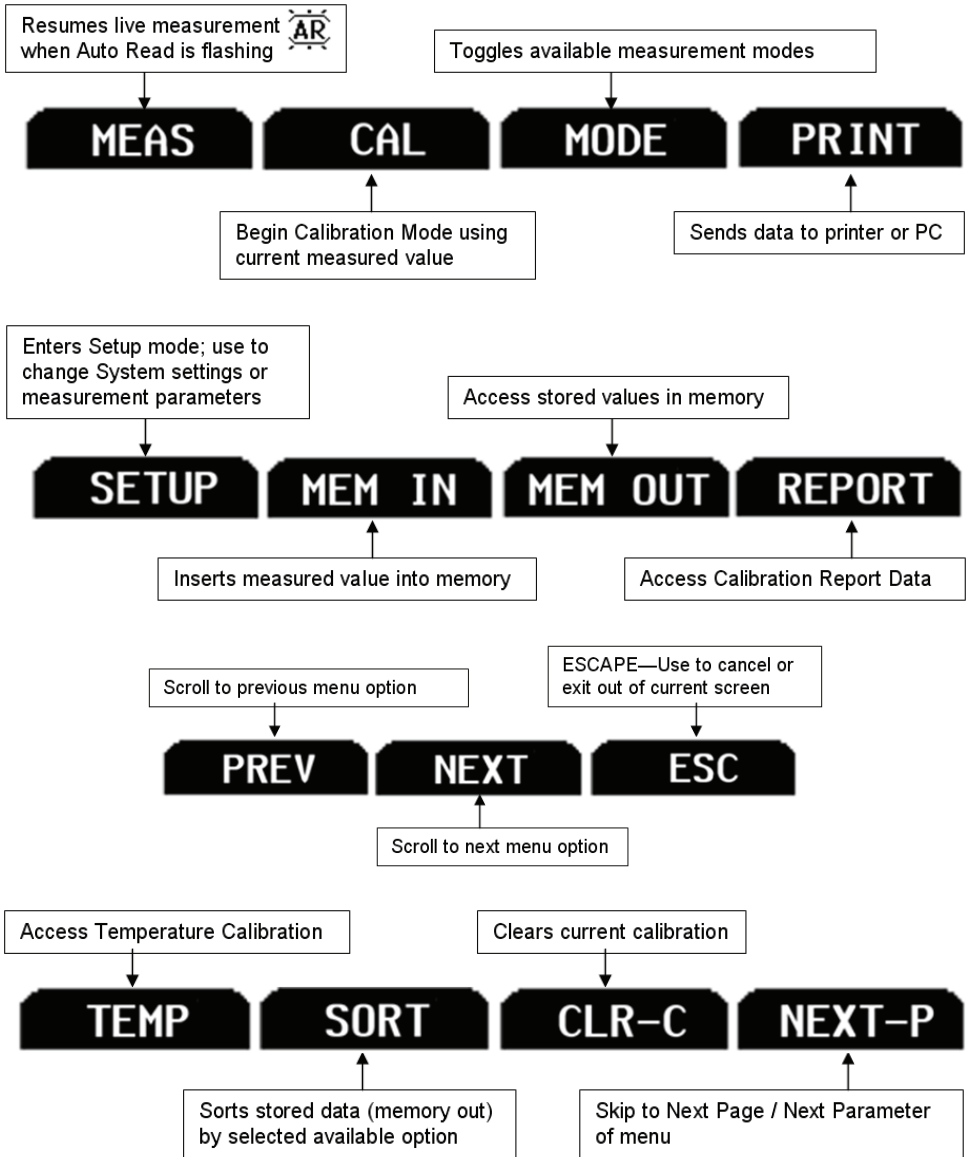 Resumes live measurement AR
when Auto Read is flashing
Toggles available measurement modes
MEAS
CAL
MODE
PRINT
Begin Calibration Mode using
current measured value
Sends data to printer or PC
Enters Setup mode; use to
change System settings or
measurement parameters
Access stored values in memory
SETUP
MEM IN
MEM OUT
REPORT
Inserts measured value into memory
Access Calibration Report Data
Scroll to previous menu option
ESCAPE—Use to cancel or
exit out of current screen
PREV
NEXT
ESC
Scroll to next menu option
Access Temperature Calibration
Clears current calibration
TEMP
SORT
CLR-C
NEXT-P
Sorts stored data (memory out)
by selected available option
Skip to Next Page / Next Parameter
of menu